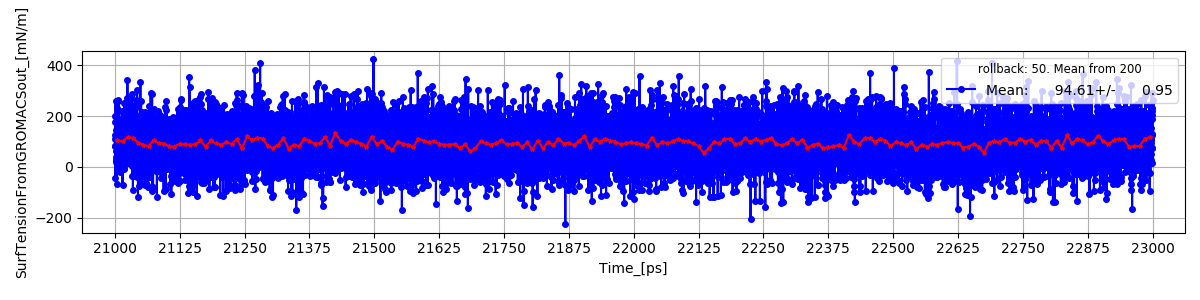 SurfTensionFromGROMACSout_[mN/m]
400
200
0
−200
rollback: 50. Mean from 200
Mean: 94.61+/- 0.95
21000 21125 21250 21375 21500 21625 21750 21875 22000 22125 22250 22375 22500 22625 22750 22875 23000
Time_[ps]